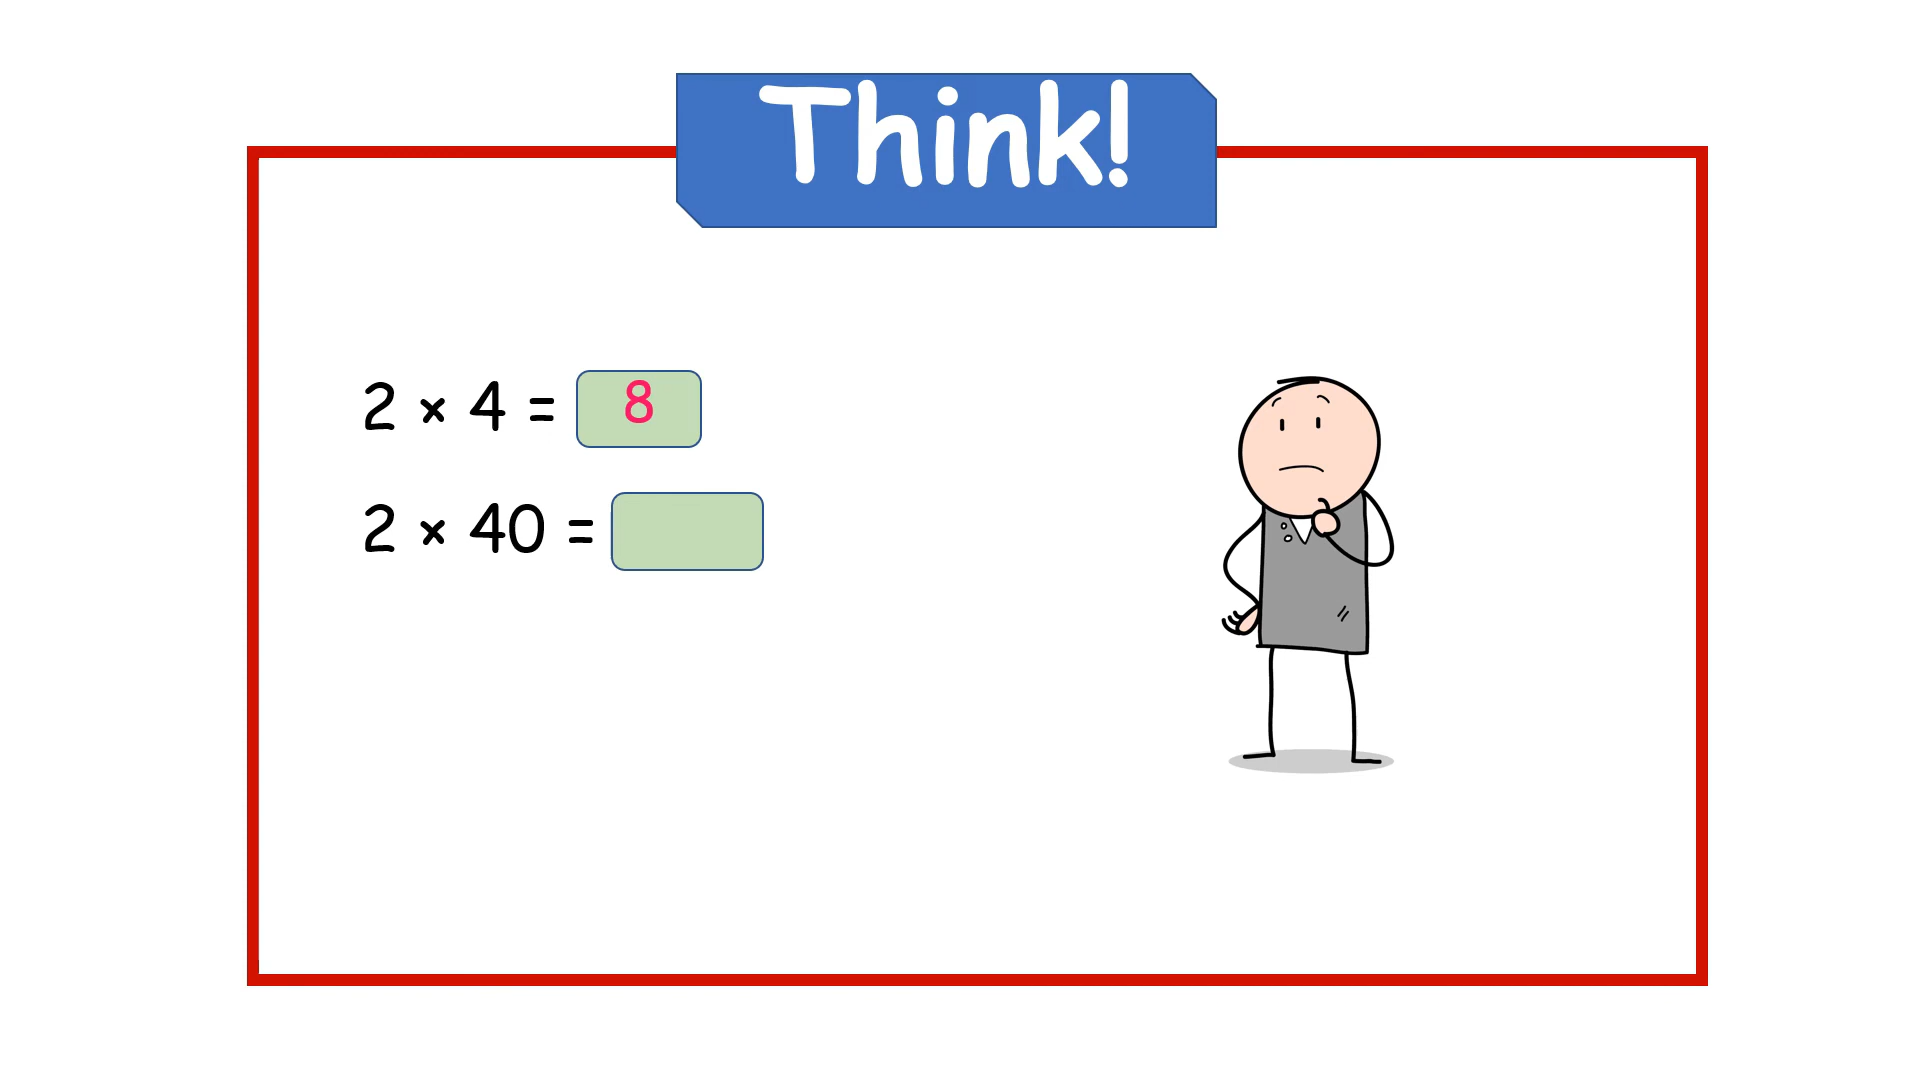 Think!
2 × 4 = 8
2 × 40 =